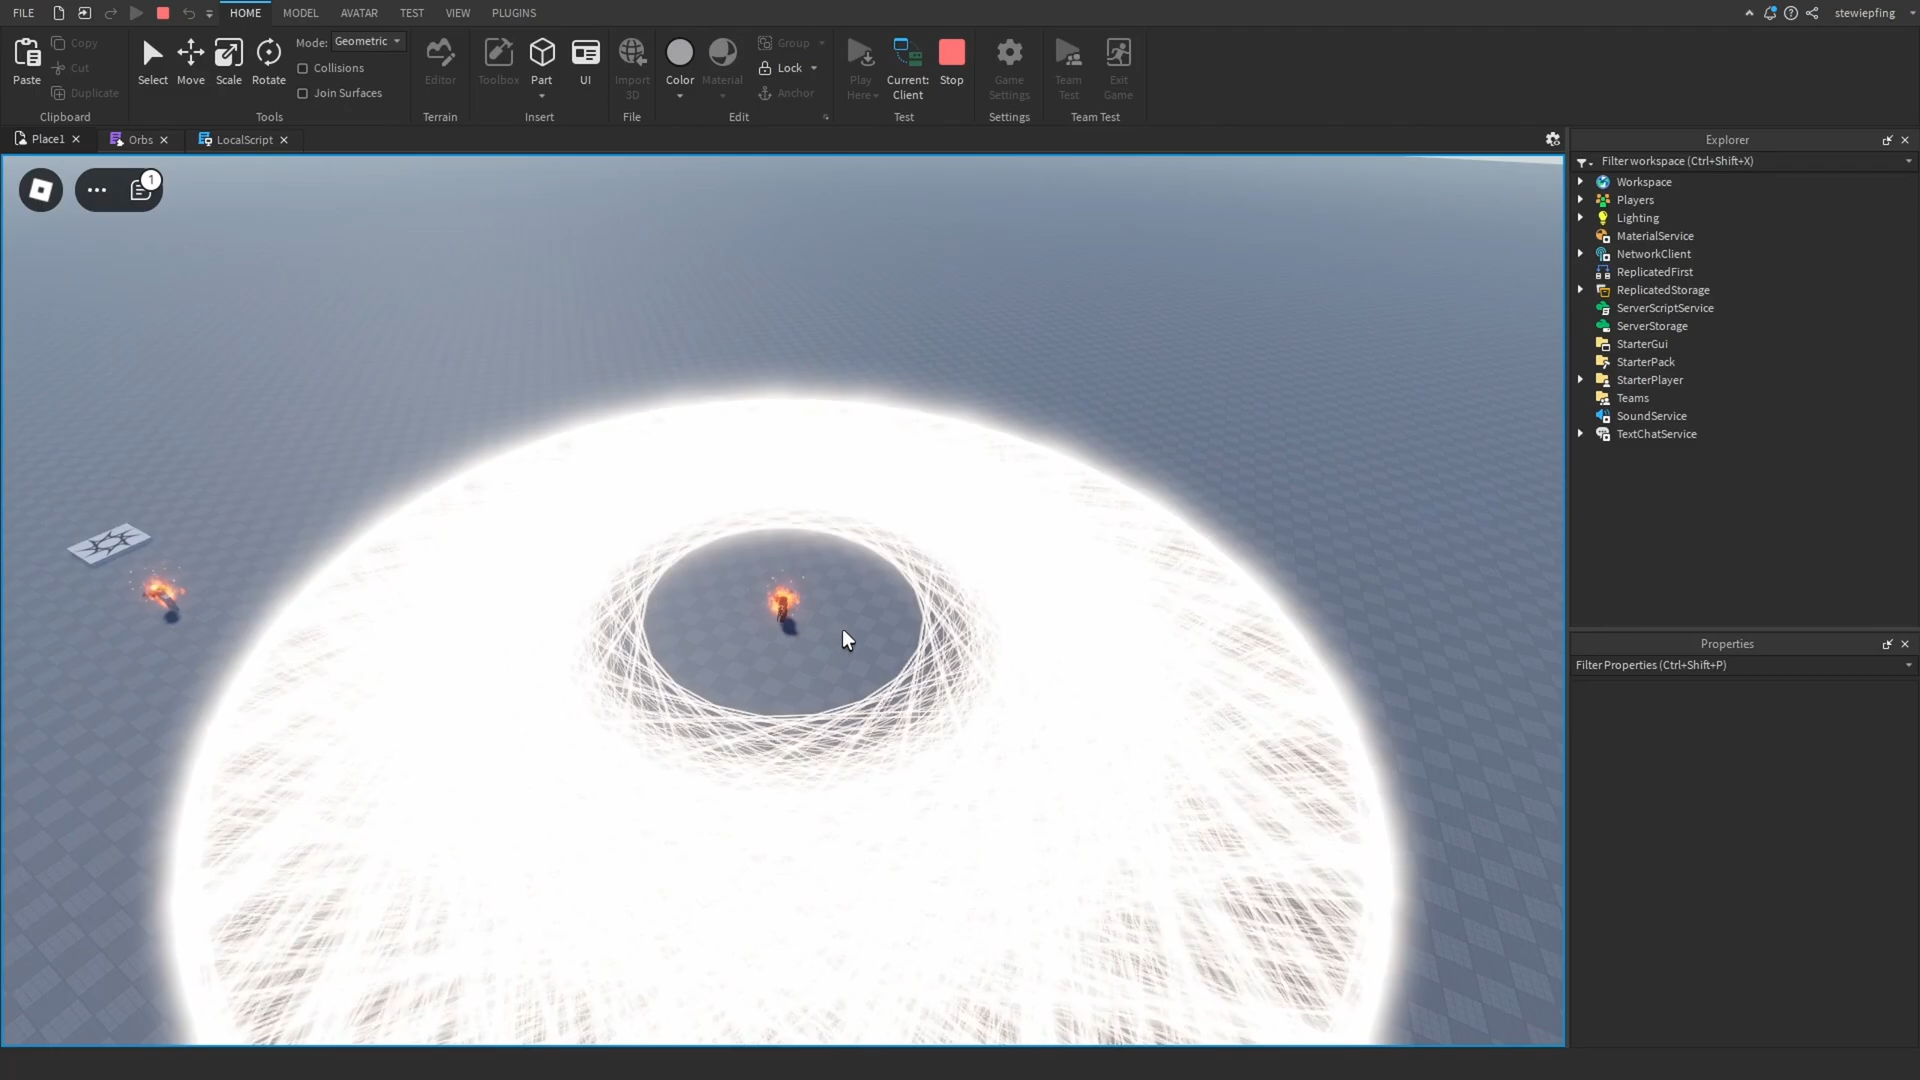 FILE HOME MODEL AVATAR TEST VIEW PLUGINS stewiepfing
Paste Copy Cut Duplicate
Clipboard
Select Move Scale Rotate
Mode: Geometric
Collisions
Join Surfaces
Tools
Editor
Terrain
Toolbox Part UI
Insert
Import 3D
File
Color Material Group Lock Anchor
Edit
Play Here Current: Client Stop
Test
Game Settings
Settings
Team Test Exit Game
Team Test
Place1 Orbs LocalScript
1
Explorer
Filter workspace (Ctrl+Shift+X)
Workspace
Players
Lighting
MaterialService
NetworkClient
ReplicatedFirst
ReplicatedStorage
ServerScriptService
ServerStorage
StarterGui
StarterPack
StarterPlayer
Teams
SoundService
TextChatService
Properties
Filter Properties (Ctrl+Shift+P)